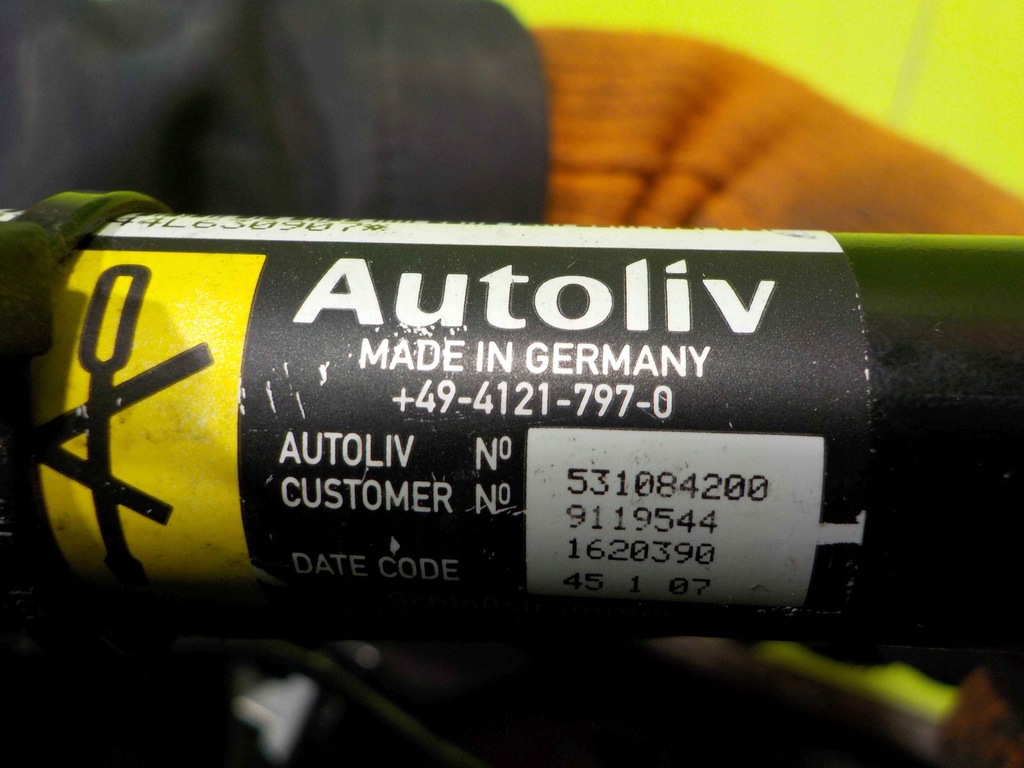 Autoliv
MADE IN GERMANY
+49-4121-797-0
AUTOLIV Nº 531084200
CUSTOMER Nº 9119544
1620390
DATE CODE 45 1 07